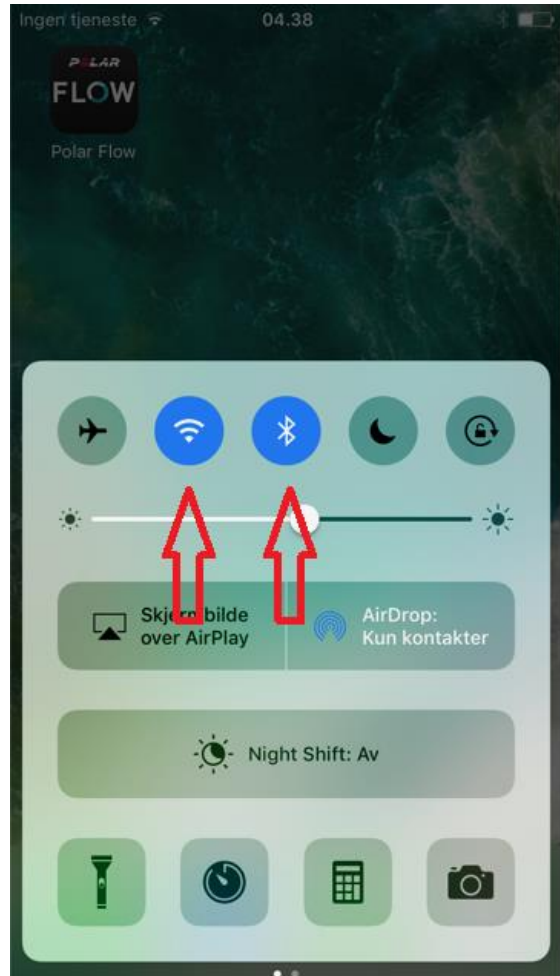 Ingen tjeneste 04.38
POLAR
FLOW
Polar Flow
Skjermbilde
over AirPlay
AirDrop:
Kun kontakter
Night Shift: Av